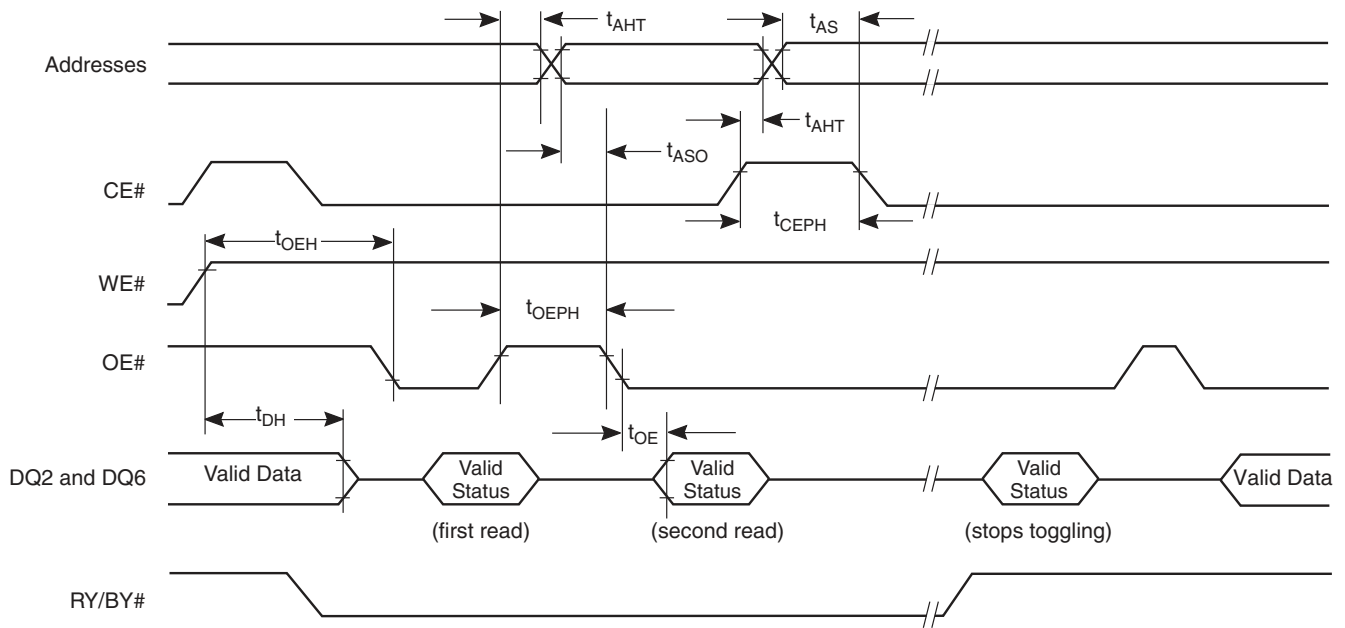 tAHT
tAS
Addresses
tAHT
tASO
CE#
tCEPH
tOEH
WE#
tOEPH
OE#
tDH
tOE
DQ2 and DQ6
Valid Data
Valid
Status
Valid
Status
Valid
Status
Valid Data
(first read)
(second read)
(stops toggling)
RY/BY#